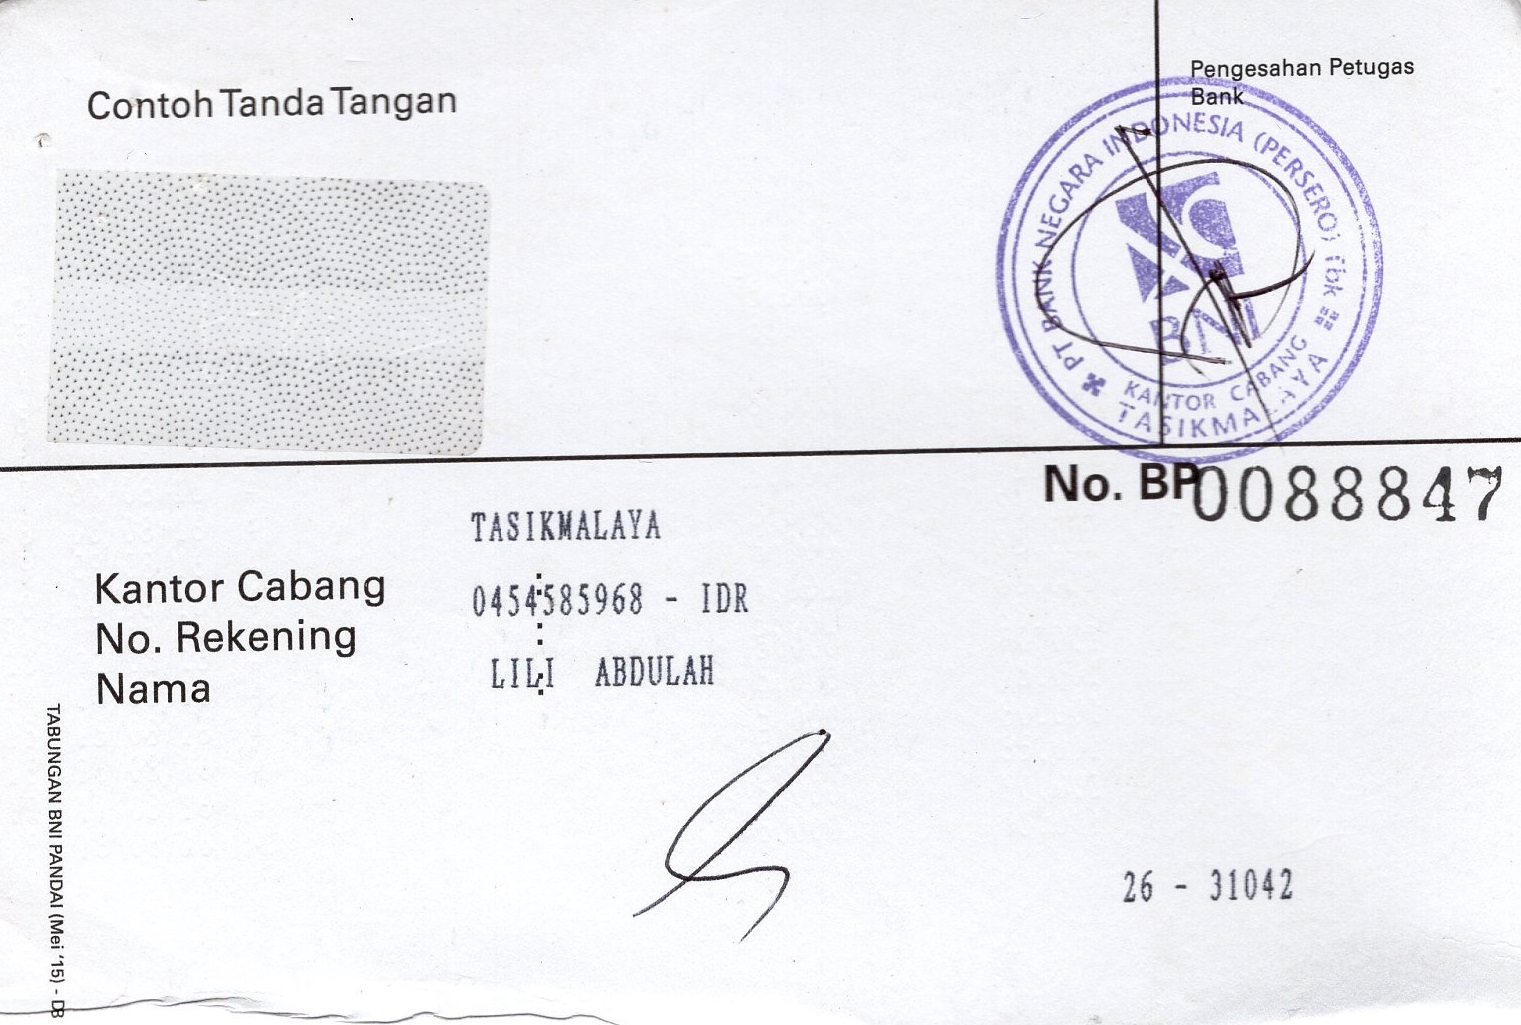 Contoh Tanda Tangan
Pengesahan Petugas
Bank
PT BANK NEGARA INDONESIA (PERSERO) Tbk
BNI
KANTOR CABANG
TASIKMALAYA
No. BP 0088847
TASIKMALAYA
Kantor Cabang :
0454585968 - IDR
No. Rekening :
LILI ABDULAH
Nama :
26 - 31042
TABUNGAN BNI PANDAI (Mei '15) - DB